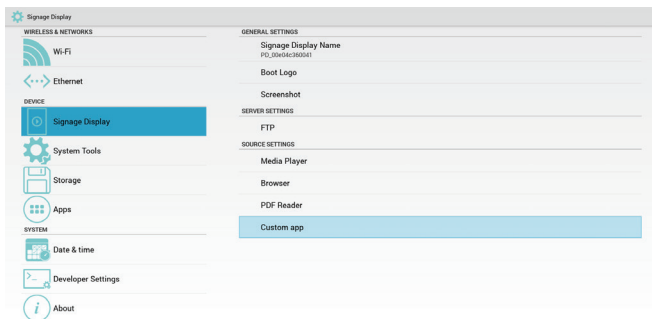 Signage Display
WIRELESS & NETWORKS
Wi-Fi
Ethernet
DEVICE
Signage Display
System Tools
Storage
Apps
SYSTEM
Date & time
Developer Settings
About
GENERAL SETTINGS
Signage Display Name
PD_00e04c360041
Boot Logo
Screenshot
SERVER SETTINGS
FTP
SOURCE SETTINGS
Media Player
Browser
PDF Reader
Custom app